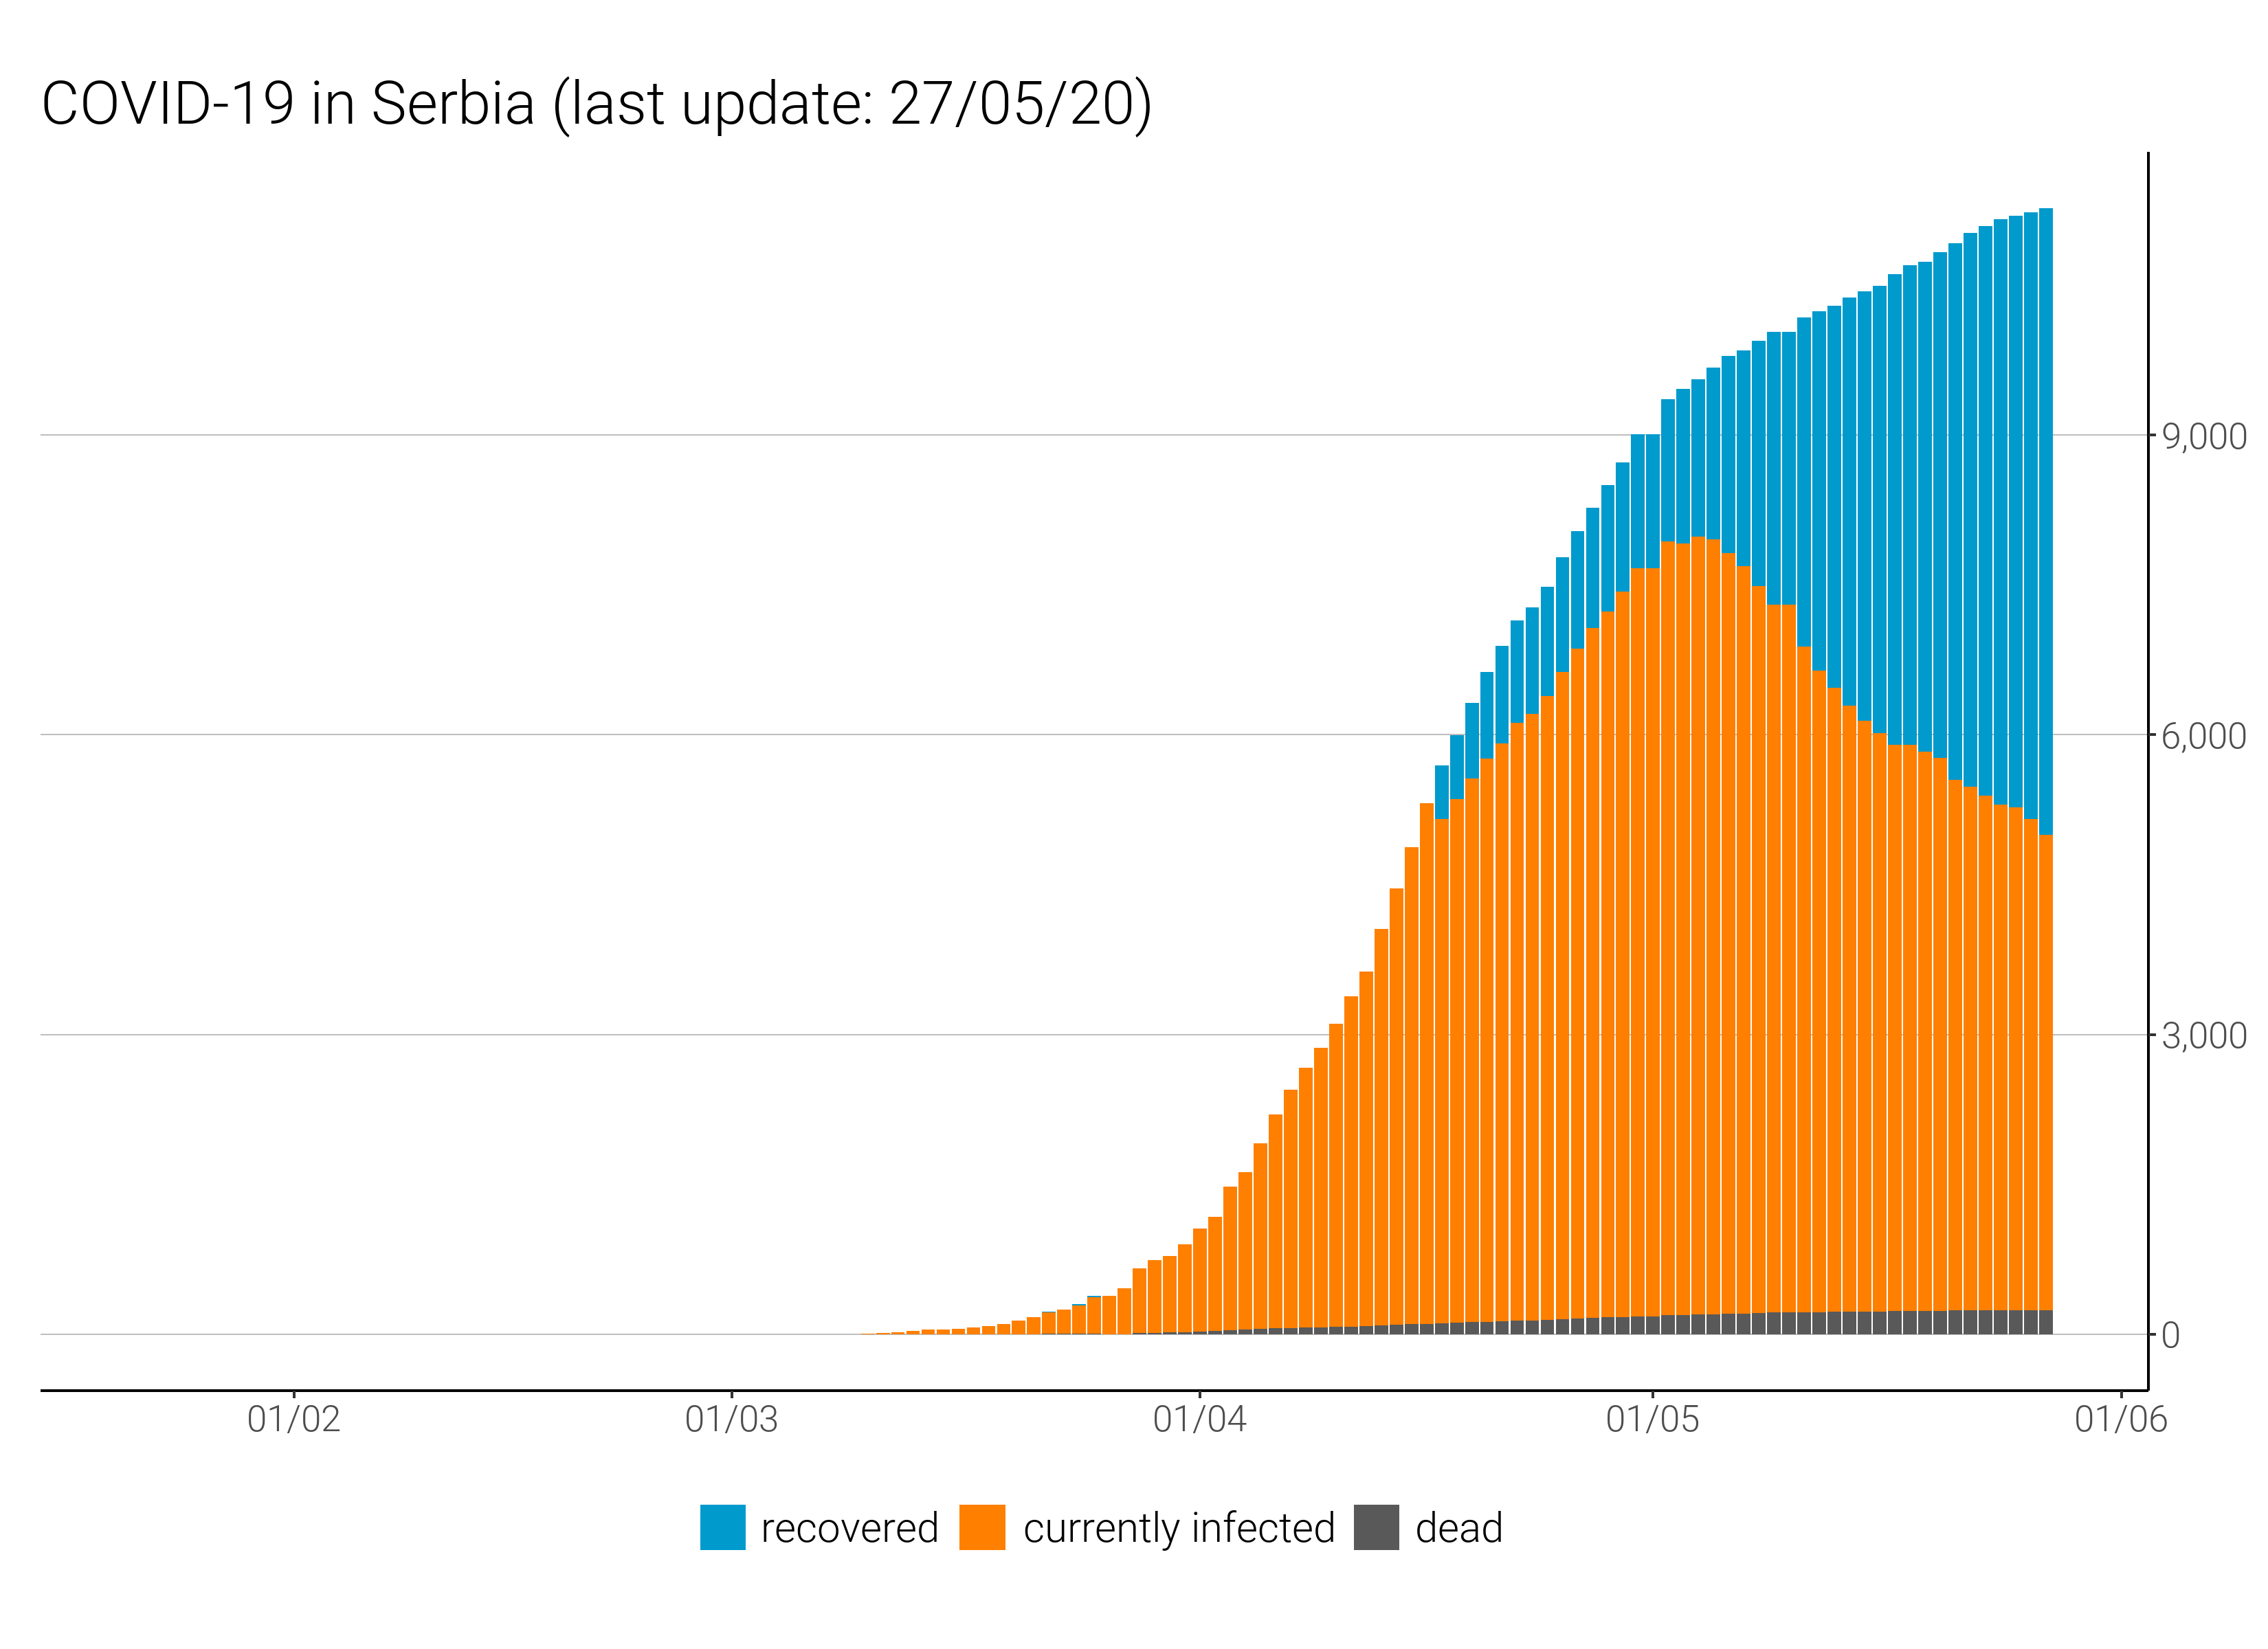 COVID-19 in Serbia (last update: 27/05/20)
9,000
6,000
3,000
0
01/02 01/03 01/04 01/05 01/06
recovered currently infected dead